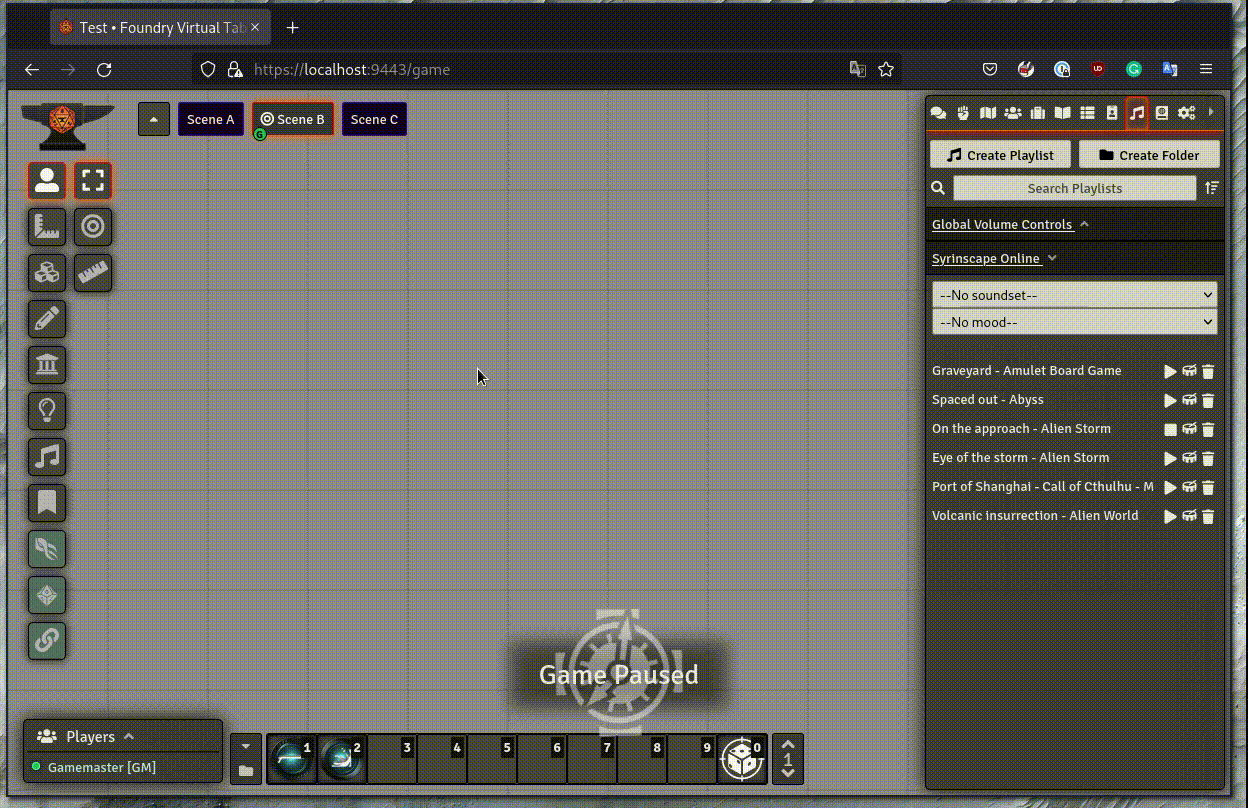 Test • Foundry Virtual Tab
https://localhost:9443/game
Scene A
Scene B
Scene C
G
Create Playlist
Create Folder
Search Playlists
Global Volume Controls
Syrinscape Online
--No soundset--
--No mood--
Graveyard - Amulet Board Game
Spaced out - Abyss
On the approach - Alien Storm
Eye of the storm - Alien Storm
Port of Shanghai - Call of Cthulhu - M
Volcanic insurrection - Alien World
Game Paused
Players
Gamemaster [GM]
1 2 3 4 5 6 7 8 9 0
1